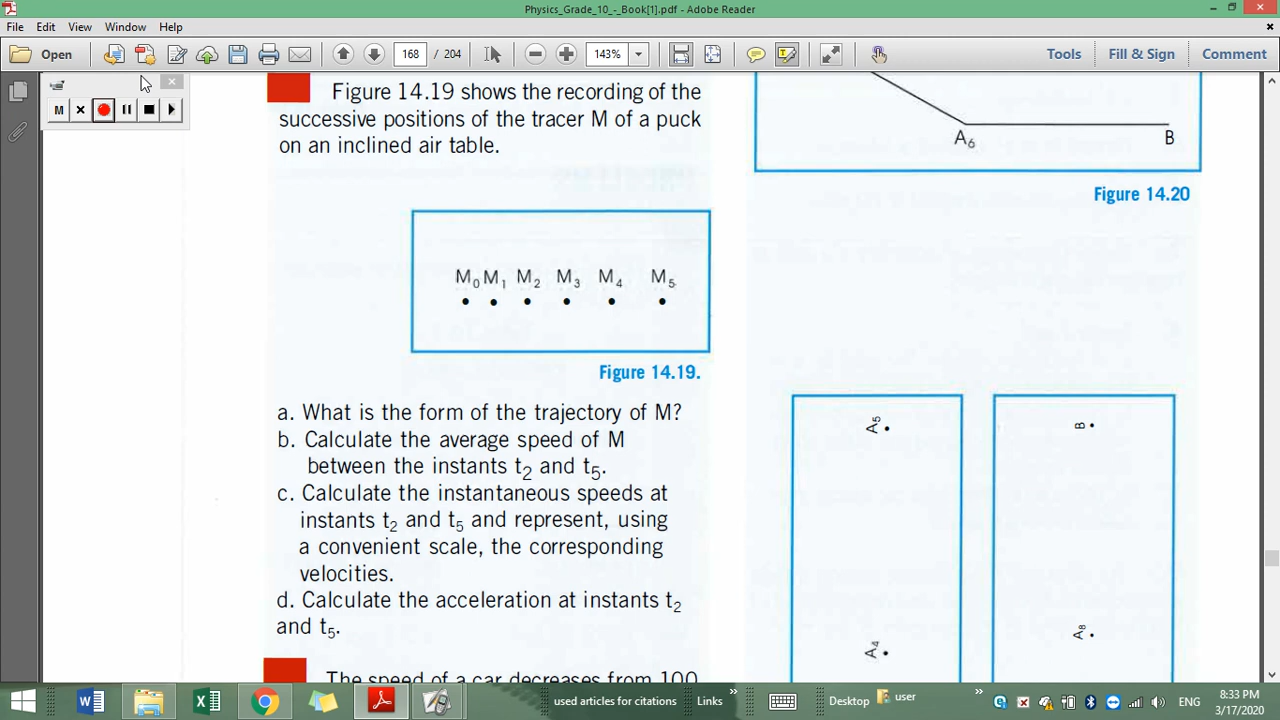 Physics_Grade_10_-_Book[1].pdf - Adobe Reader
File Edit View Window Help
Open 168 / 204 143% Tools Fill & Sign Comment
M
Figure 14.19 shows the recording of the
successive positions of the tracer M of a puck
on an inclined air table.
M0 M1 M2 M3 M4 M5
Figure 14.19.
a. What is the form of the trajectory of M?
b. Calculate the average speed of M
between the instants t2 and t5.
c. Calculate the instantaneous speeds at
instants t2 and t5 and represent, using
a convenient scale, the corresponding
velocities.
d. Calculate the acceleration at instants t2
and t5.
The speed of a car decreases from 100
A6 B
Figure 14.20
A5
B
A8
A4
used articles for citations Links » Desktop user » ENG
8:33 PM
3/17/2020